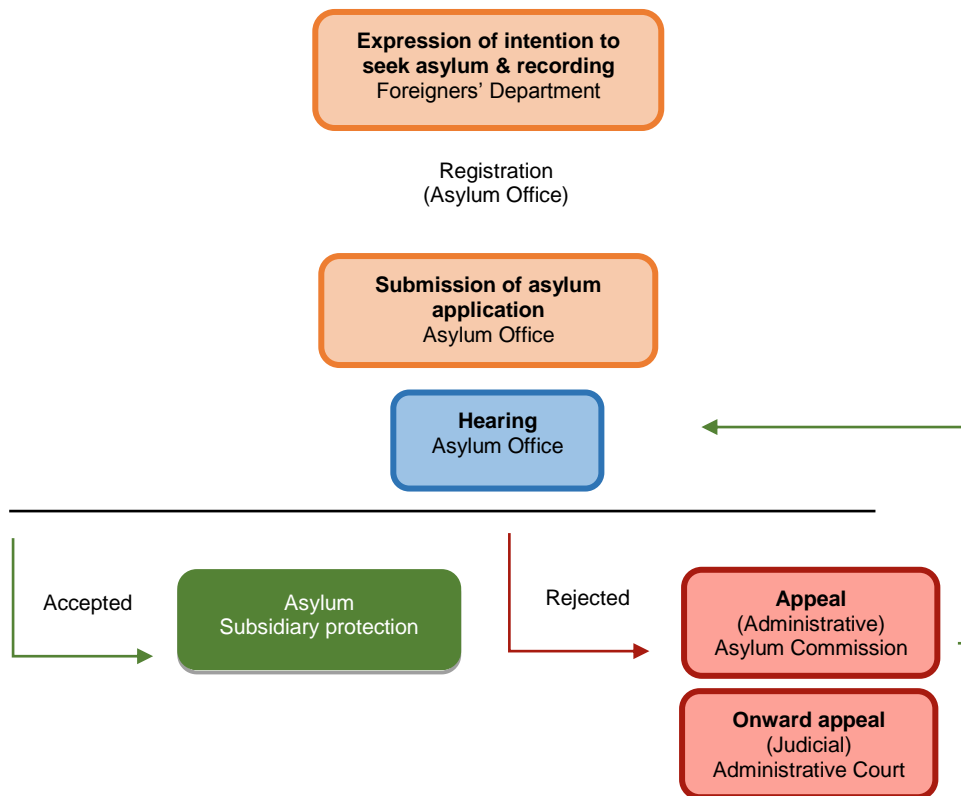 Expression of intention to
seek asylum & recording
Foreigners’ Department
Registration
(Asylum Office)
Submission of asylum
application
Asylum Office
Hearing
Asylum Office
Accepted
Asylum
Subsidiary protection
Rejected
Appeal
(Administrative)
Asylum Commission
Onward appeal
(Judicial)
Administrative Court